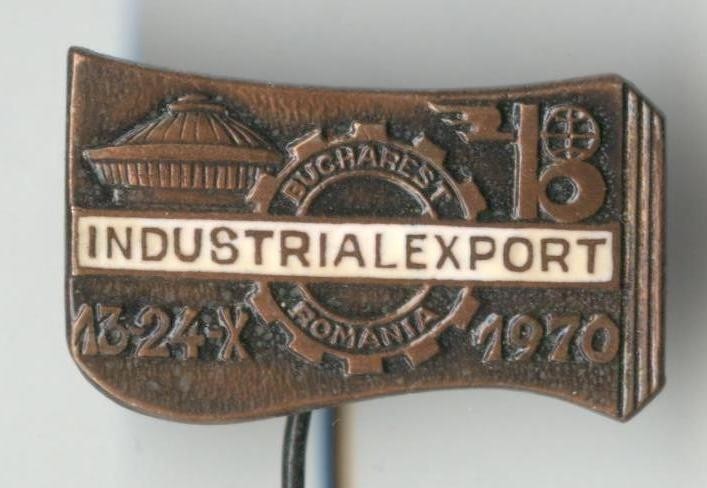 BUCHAREST
INDUSTRIALEXPORT
ROMANIA
13-24-X 1970